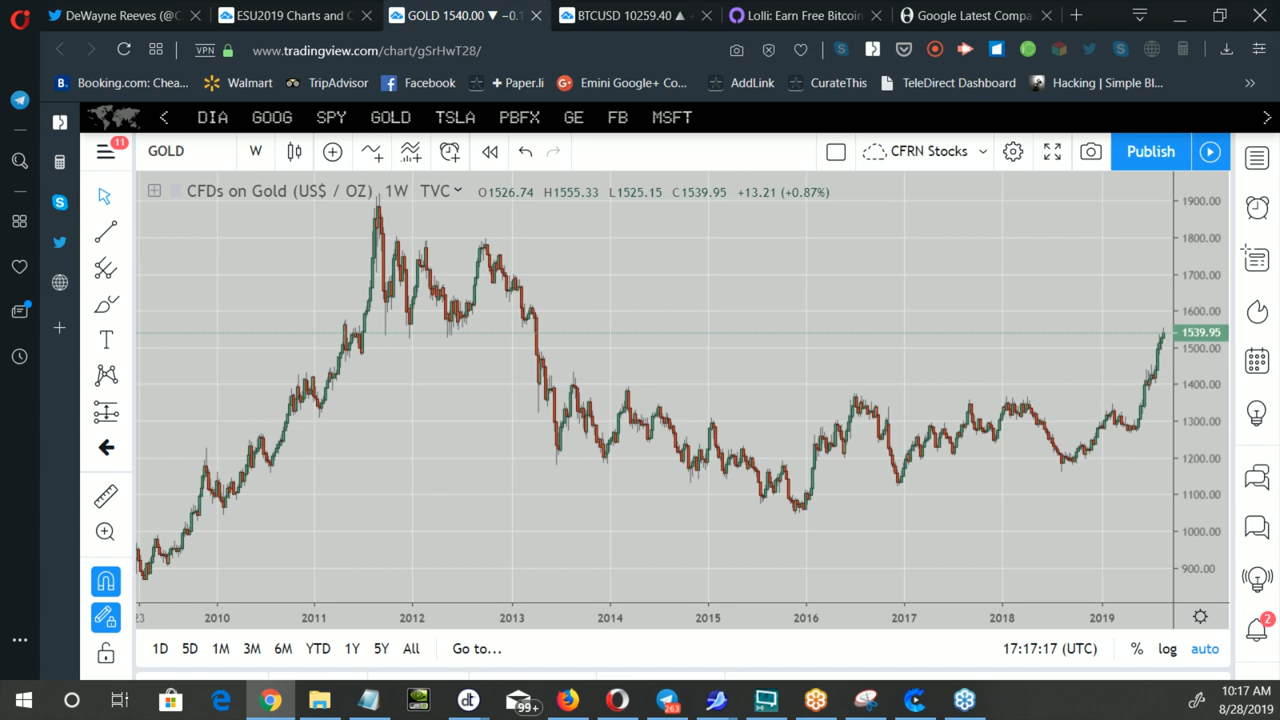 DeWayne Reeves (@C
ESU2019 Charts and C
GOLD 1540.00 ▼ −0.1
BTCUSD 10259.40 ▲ +
Lolli: Earn Free Bitcoin
Google Latest Compa
VPN
www.tradingview.com/chart/gSrHwT28/
Booking.com: Chea...
Walmart
TripAdvisor
Facebook
+ Paper.li
Emini Google+ Co...
AddLink
CurateThis
TeleDirect Dashboard
Hacking | Simple Bl...
DIA GOOG SPY GOLD TSLA PBFX GE FB MSFT
11
GOLD
W
CFRN Stocks
Publish
CFDs on Gold (US$ / OZ) 1W TVC
O1526.74 H1555.33 L1525.15 C1539.95 +13.21 (+0.87%)
1900.00
1800.00
1700.00
1600.00
1539.95
1500.00
1400.00
1300.00
1200.00
1100.00
1000.00
900.00
23 2010 2011 2012 2013 2014 2015 2016 2017 2018 2019
2
1D 5D 1M 3M 6M YTD 1Y 5Y All Go to...
17:17:17 (UTC) % log auto
dt
99+
263
10:17 AM
8/28/2019